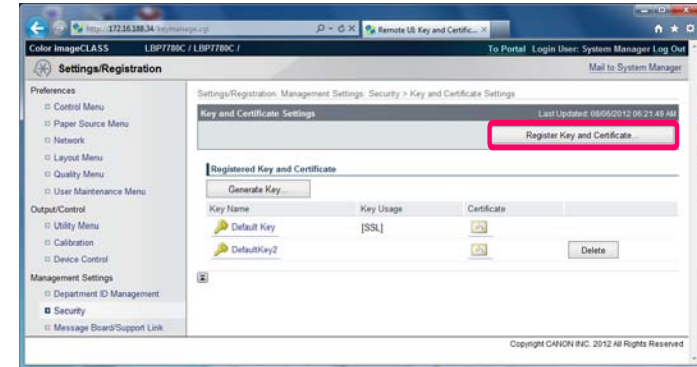 http://172.16.188.34/keymanage.cgi
Remote UI: Key and Certific...
Color imageCLASS LBP7780C / LBP7780C /
To Portal Login User: System Manager Log Out
Settings/Registration
Mail to System Manager
Preferences
Control Menu
Paper Source Menu
Network
Layout Menu
Quality Menu
User Maintenance Menu
Output/Control
Utility Menu
Calibration
Device Control
Management Settings
Department ID Management
Security
Message Board/Support Link
Settings/Registration: Management Settings: Security > Key and Certificate Settings
Key and Certificate Settings
Last Updated: 06/06/2012 06:21:49 AM
Register Key and Certificate...
Registered Key and Certificate
Generate Key...
Key Name Key Usage Certificate
Default Key [SSL]
DefaultKey2 Delete
Copyright CANON INC. 2012 All Rights Reserved